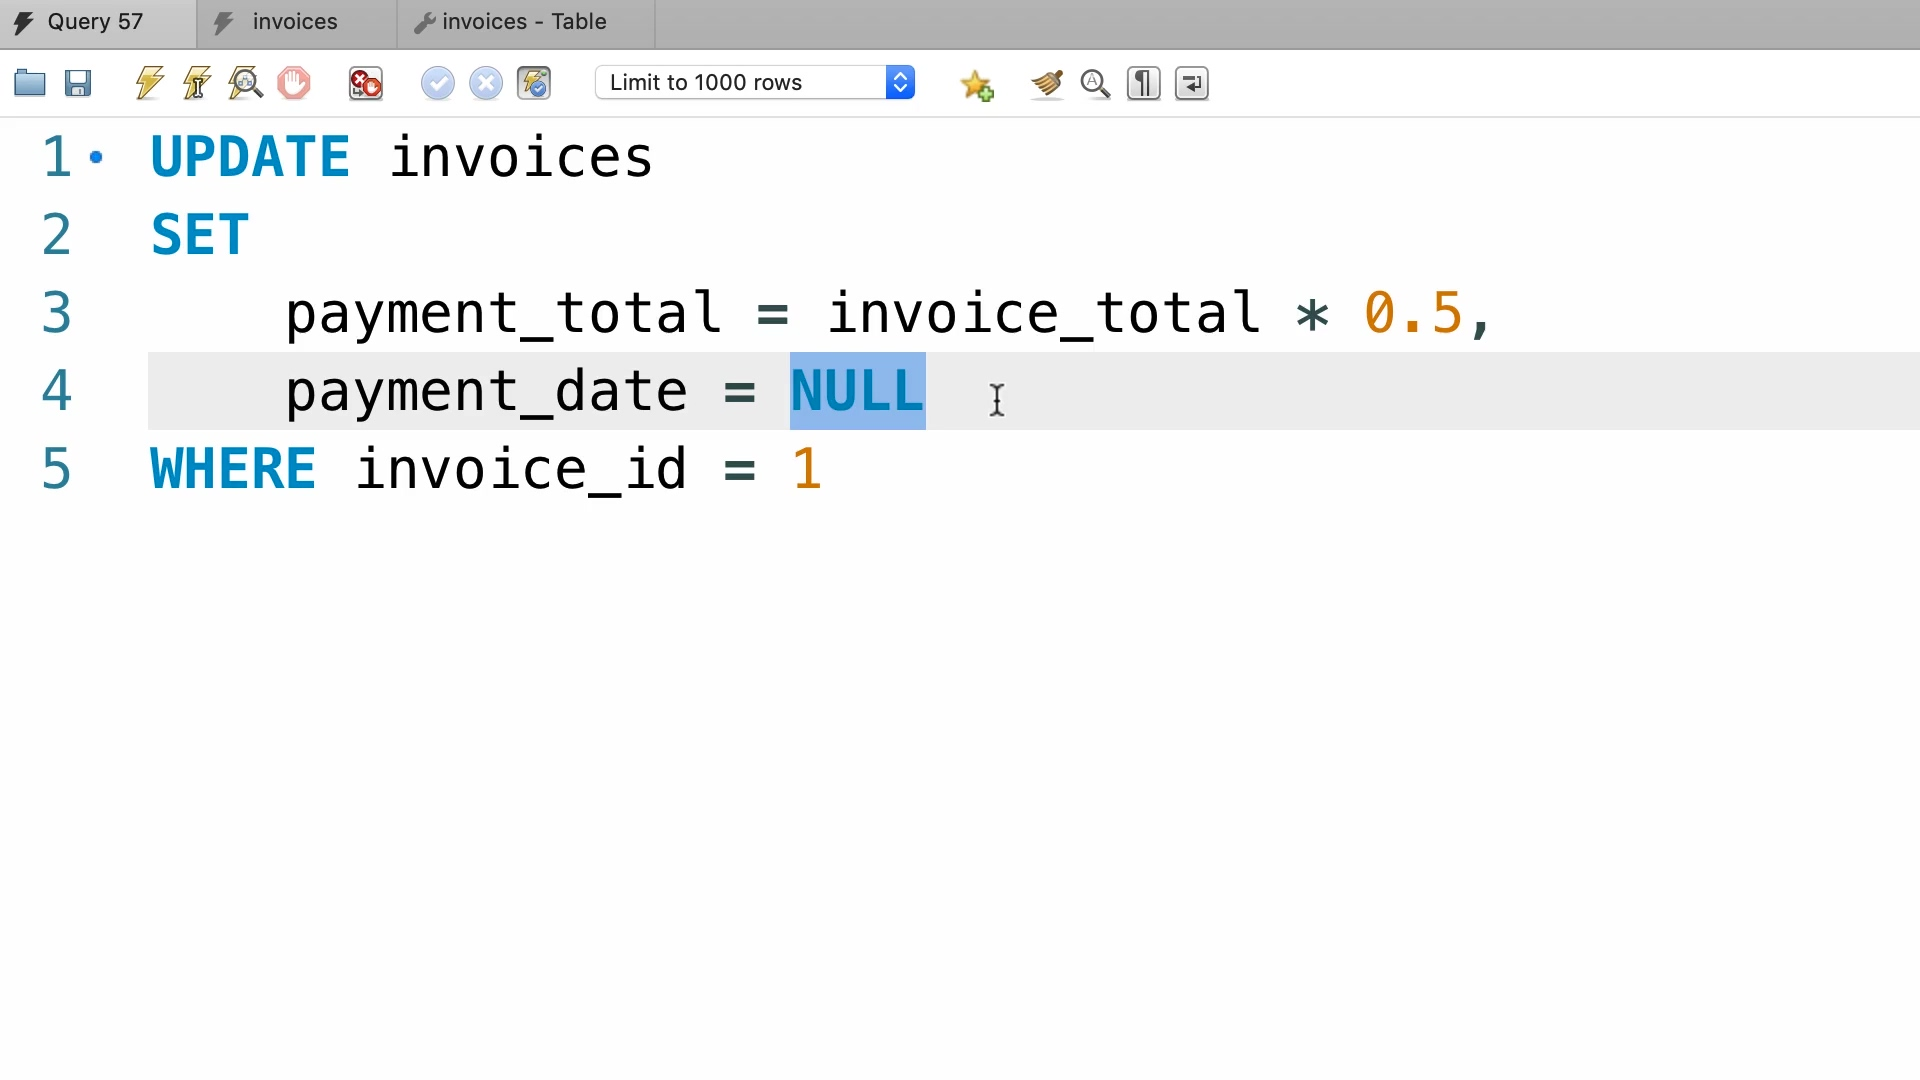 Query 57 invoices invoices - Table
Limit to 1000 rows
1 UPDATE invoices
2 SET
3 payment_total = invoice_total * 0.5,
4 payment_date = NULL
5 WHERE invoice_id = 1